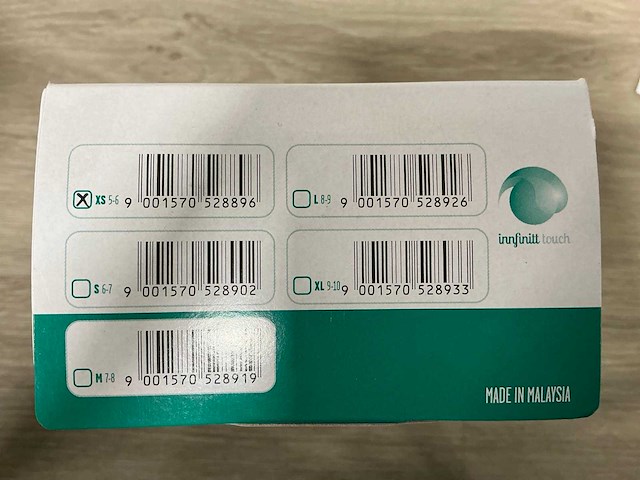 X XS 5-6 9 001570 528896
L 8-9 9 001570 528926
S 6-7 9 001570 528902
XL 9-10 9 001570 528933
M 7-8 9 001570 528919
innfinitt touch
MADE IN MALAYSIA